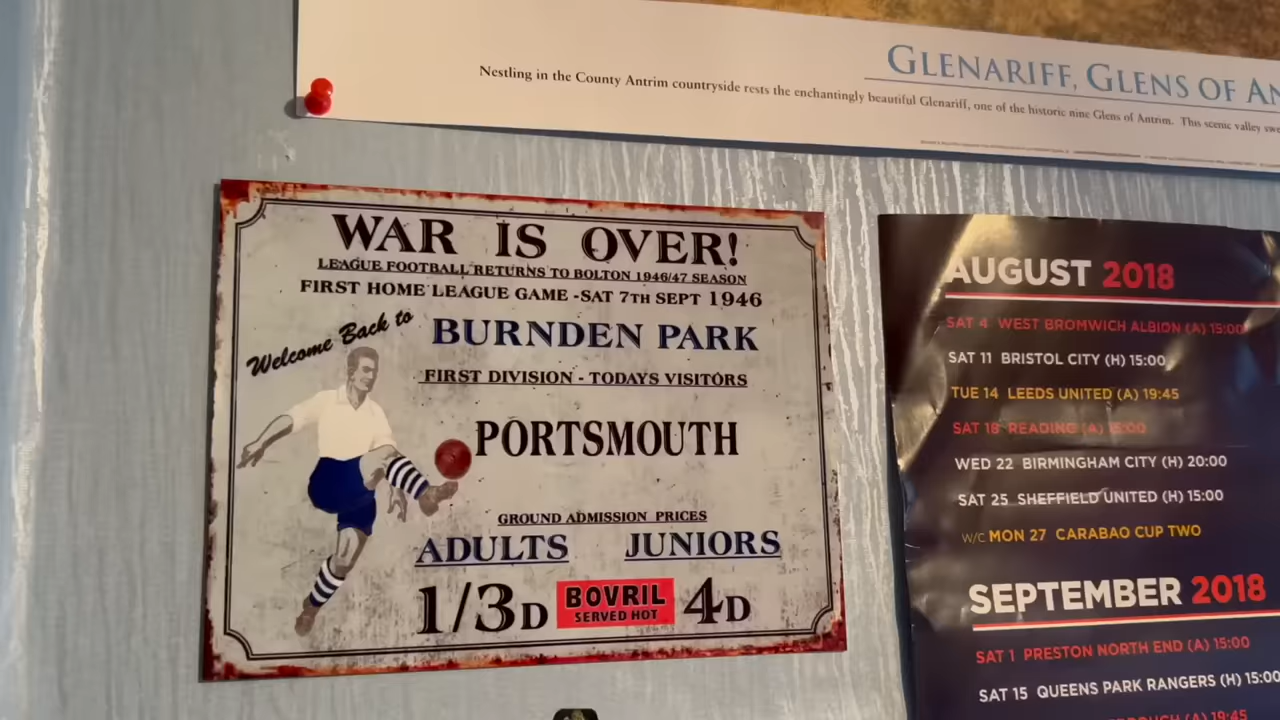 GLENARIFF, GLENS OF
Nestling in the County Antrim countryside rests the enchantingly beautiful Glenariff, one of the historic nine Glens of Antrim. This scenic valley
WAR IS OVER!
LEAGUE FOOTBALL RETURNS TO BOLTON 1946/47 SEASON
FIRST HOME LEAGUE GAME -SAT 7TH SEPT 1946
Welcome Back to
BURNDEN PARK
FIRST DIVISION - TODAYS VISITORS
PORTSMOUTH
GROUND ADMISSION PRICES
ADULTS JUNIORS
1/3D BOVRIL 4D
SERVED HOT
AUGUST 2018
SAT 4 WEST BROMWICH ALBION (A) 15:00
SAT 11 BRISTOL CITY (H) 15:00
TUE 14 LEEDS UNITED (A) 19:45
SAT 18 READING (A) 15:00
WED 22 BIRMINGHAM CITY (H) 20:00
SAT 25 SHEFFIELD UNITED (H) 15:00
W/C MON 27 CARABAO CUP TWO
SEPTEMBER 2018
SAT 1 PRESTON NORTH END (A) 15:00
SAT 15 QUEENS PARK RANGERS (H) 15:00
(A) 19:45